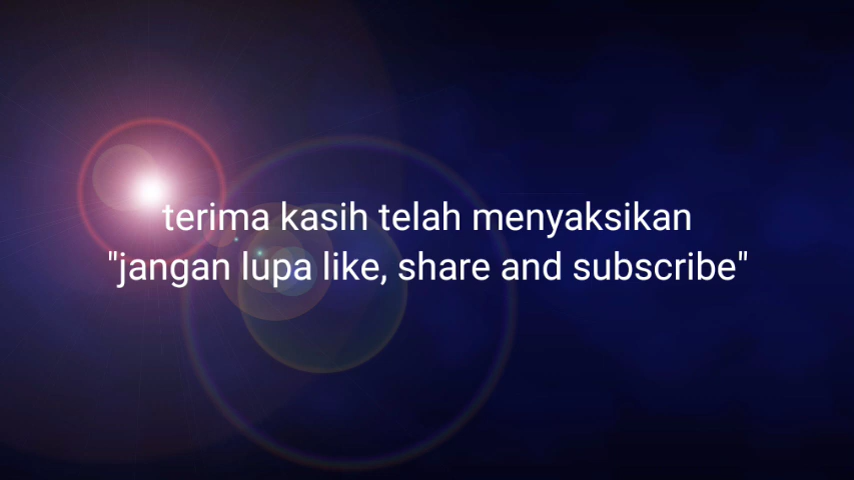 terima kasih telah menyaksikan
"jangan lupa like, share and subscribe"